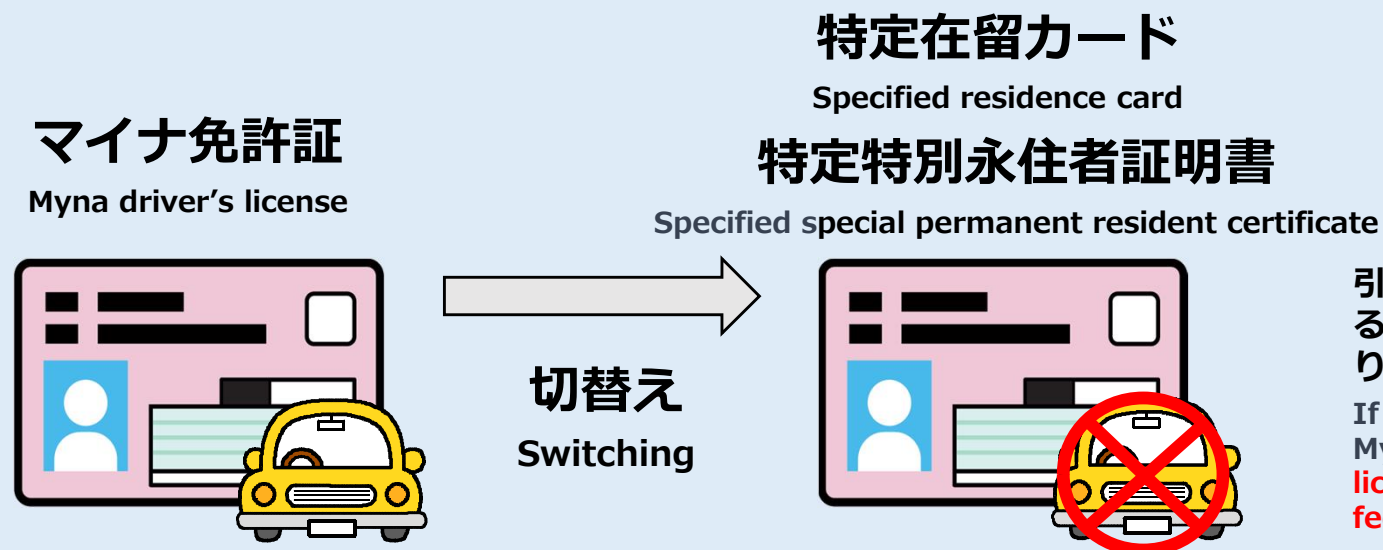 特定在留カード
Specified residence card
マイナ免許証
Myna driver’s license
特定特別永住者証明書
Specified special permanent resident certificate
切替え
Switching
引
る
り
If
My
lic
fe